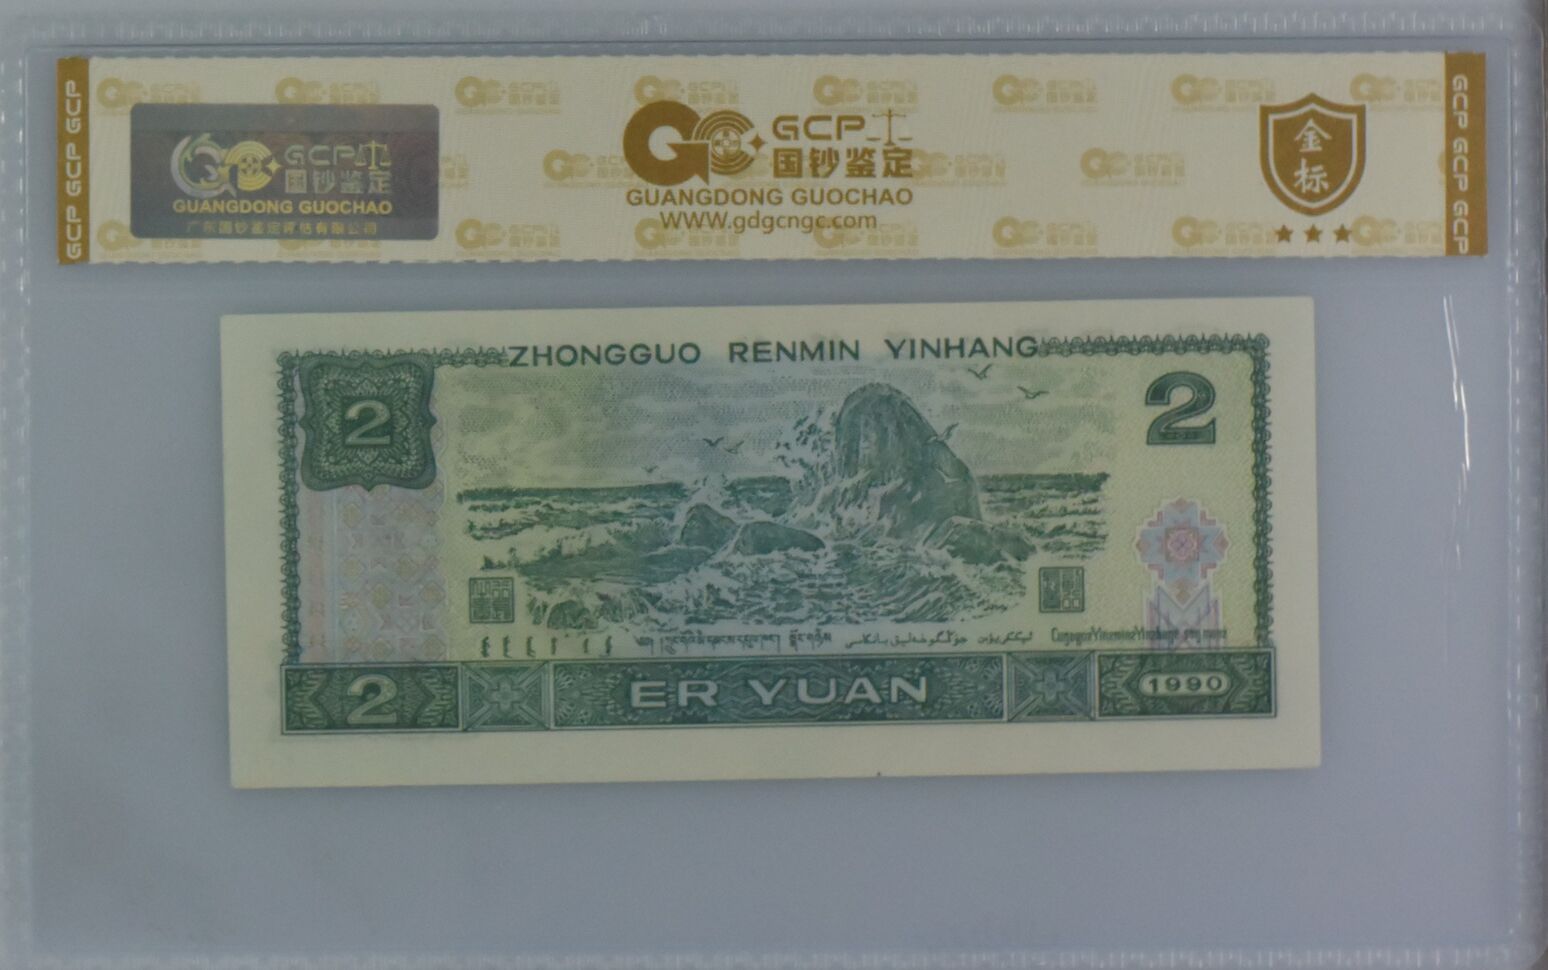 GCP GCP
GCP
国钞鉴定
GUANGDONG GUOCHAO
广东国钞鉴定评估有限公司
GCP
国钞鉴定
GUANGDONG GUOCHAO
WWW.gdgcngc.com
金
标
GCP GCP GCP
ZHONGGUO RENMIN YINHANG
2
2
2
ER YUAN
1990